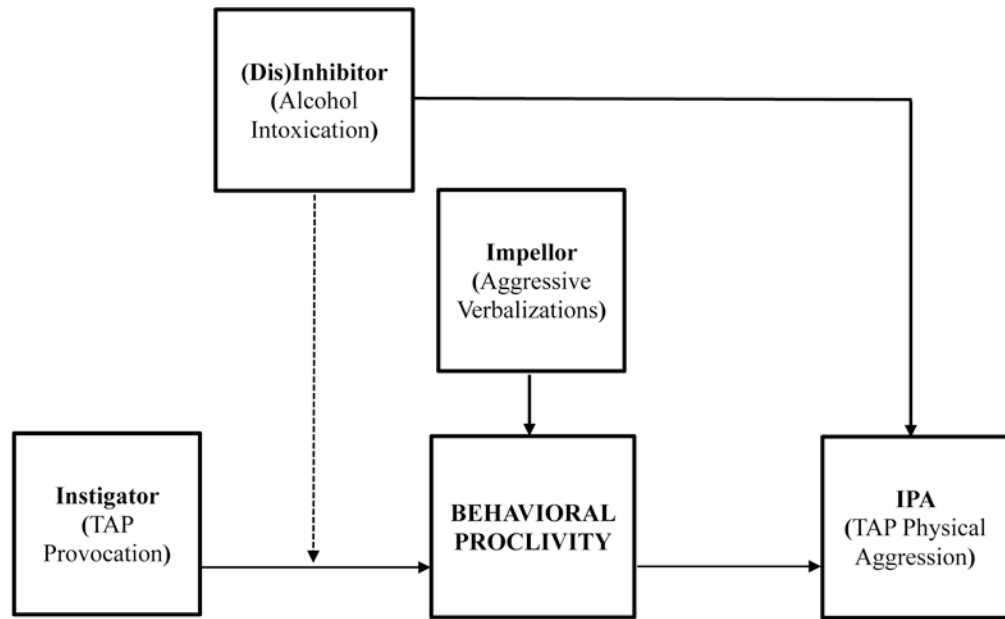 (Dis)Inhibitor
(Alcohol
Intoxication)
Impellor
(Aggressive
Verbalizations)
Instigator
(TAP
Provocation)
BEHAVIORAL
PROCLIVITY
IPA
(TAP Physical
Aggression)